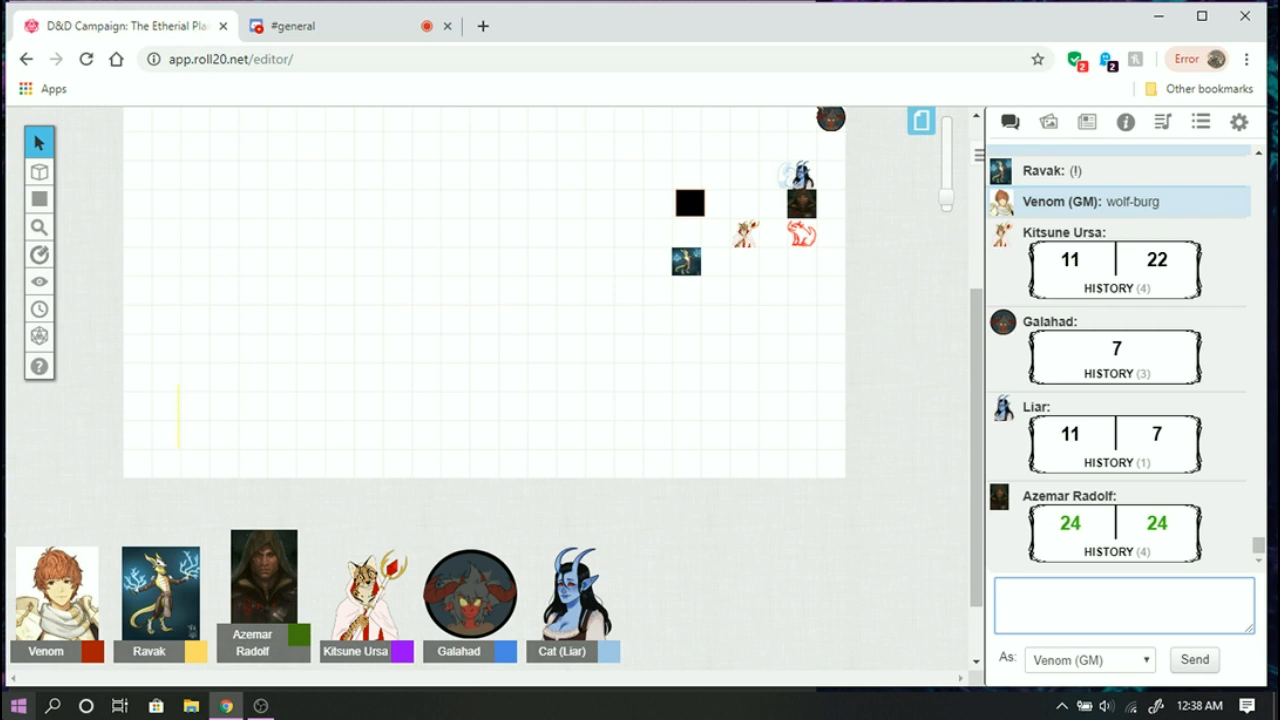 D&D Campaign: The Etherial Pla
#general
app.roll20.net/editor/
2
2
Error
Apps
Other bookmarks
Ravak: (!)
Venom (GM): wolf-burg
Kitsune Ursa:
11 22
HISTORY (4)
Galahad:
7
HISTORY (3)
Liar:
11 7
HISTORY (1)
Azemar Radolf:
24 24
HISTORY (4)
As: Venom (GM) Send
Venom
Ravak
Azemar
Radolf
Kitsune Ursa
Galahad
Cat (Liar)
12:38 AM